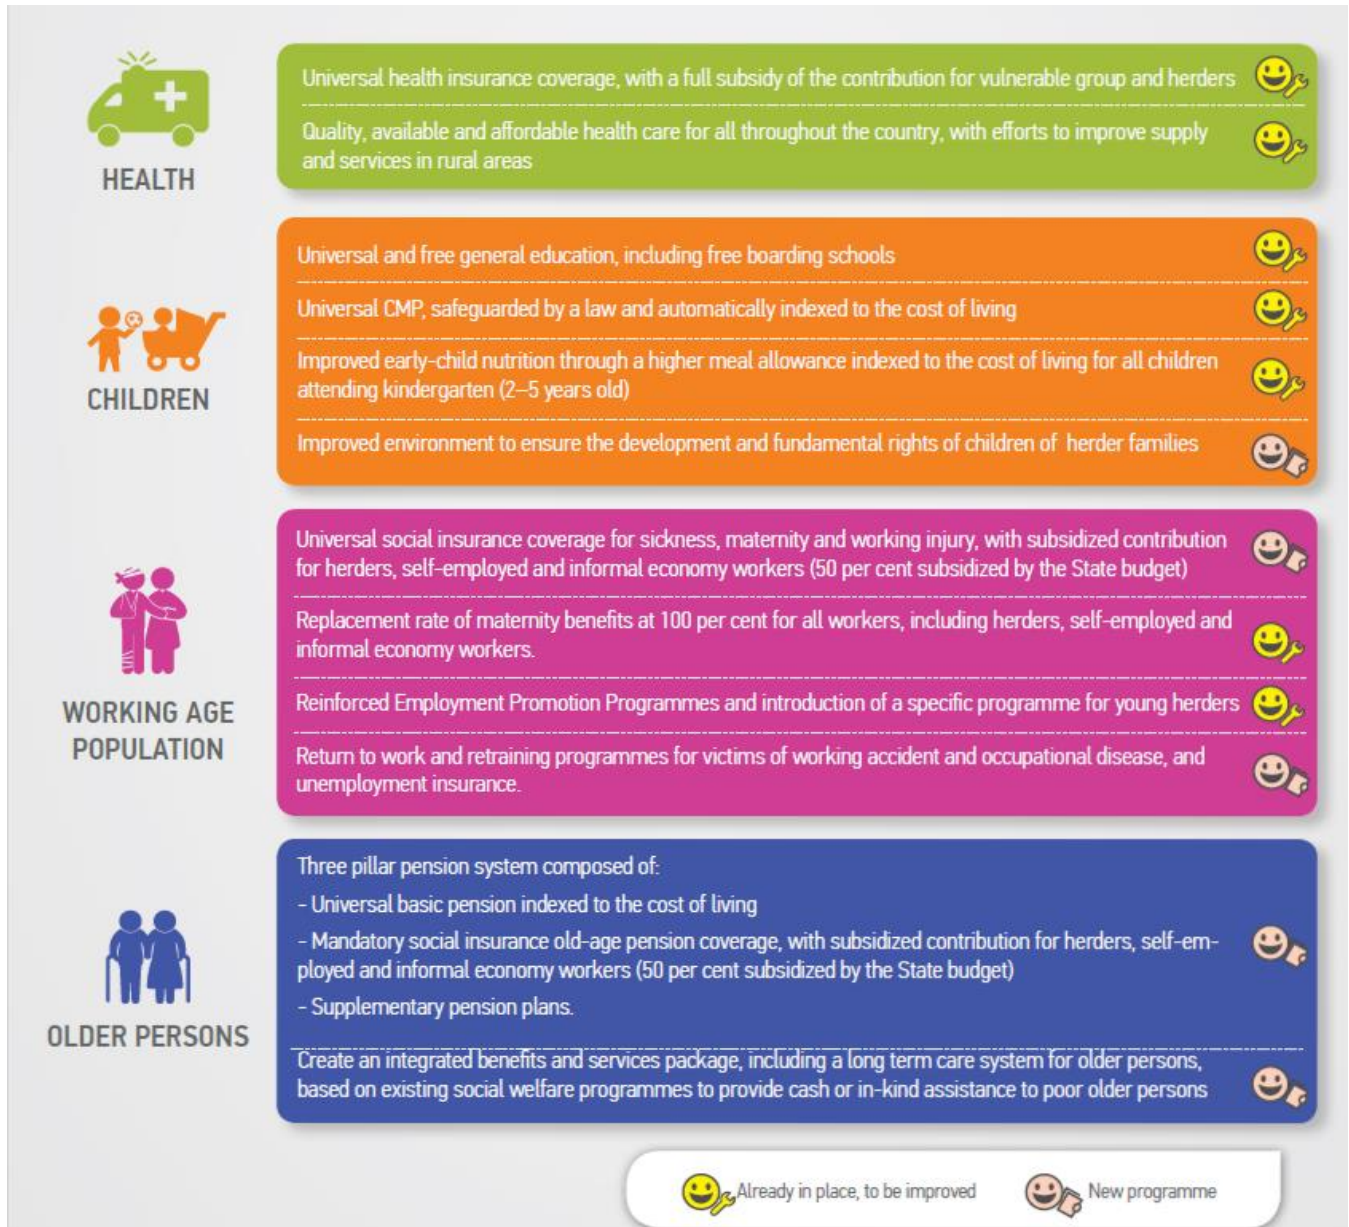 HEALTH
Universal health insurance coverage, with a full subsidy of the contribution for vulnerable group and herders
Quality, available and affordable health care for all throughout the country, with efforts to improve supply
and services in rural areas
CHILDREN
Universal and free general education, including free boarding schools
Universal CMP, safeguarded by a law and automatically indexed to the cost of living
Improved early-child nutrition through a higher meal allowance indexed to the cost of living for all children
attending kindergarten (2–5 years old)
Improved environment to ensure the development and fundamental rights of children of herder families
WORKING AGE
POPULATION
Universal social insurance coverage for sickness, maternity and working injury, with subsidized contribution
for herders, self-employed and informal economy workers (50 per cent subsidized by the State budget)
Replacement rate of maternity benefits at 100 per cent for all workers, including herders, self-employed and
informal economy workers.
Reinforced Employment Promotion Programmes and introduction of a specific programme for young herders
Return to work and retraining programmes for victims of working accident and occupational disease, and
unemployment insurance.
OLDER PERSONS
Three pillar pension system composed of:
- Universal basic pension indexed to the cost of living
- Mandatory social insurance old-age pension coverage, with subsidized contribution for herders, self-em-
ployed and informal economy workers (50 per cent subsidized by the State budget)
- Supplementary pension plans.
Create an integrated benefits and services package, including a long term care system for older persons,
based on existing social welfare programmes to provide cash or in-kind assistance to poor older persons
Already in place, to be improved
New programme